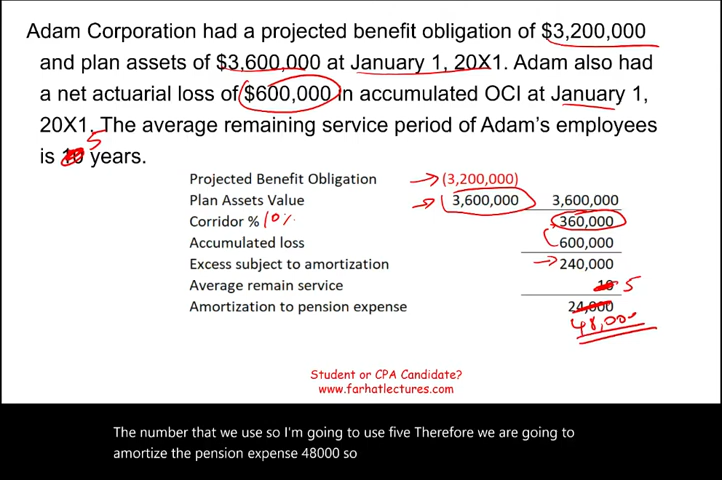 Adam Corporation had a projected benefit obligation of $3,200,000
and plan assets of $3,600,000 at January 1, 20X1. Adam also had
a net actuarial loss of $600,000 in accumulated OCI at January 1,
20X1. The average remaining service period of Adam's employees
5
is 10 years.
Projected Benefit Obligation (3,200,000)
Plan Assets Value 3,600,000 3,600,000
Corridor % 10% 360,000
Accumulated loss 600,000
Excess subject to amortization 240,000
Average remain service 10 5
Amortization to pension expense 24,000
48,000
Student or CPA Candidate?
www.farhatlectures.com
The number that we use so I'm going to use five Therefore we are going to
amortize the pension expense 48000 so